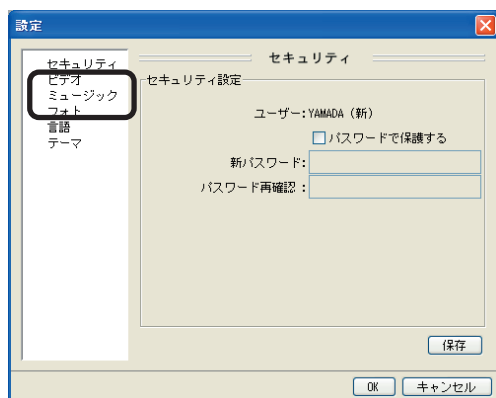 設定
セキュリティ
ビデオ
ミュージック
フォト
言語
テーマ
セキュリティ
セキュリティ設定
ユーザー:YAMADA (新)
パスワードで保護する
新パスワード:
パスワード再確認 :
保存
OK
キャンセル